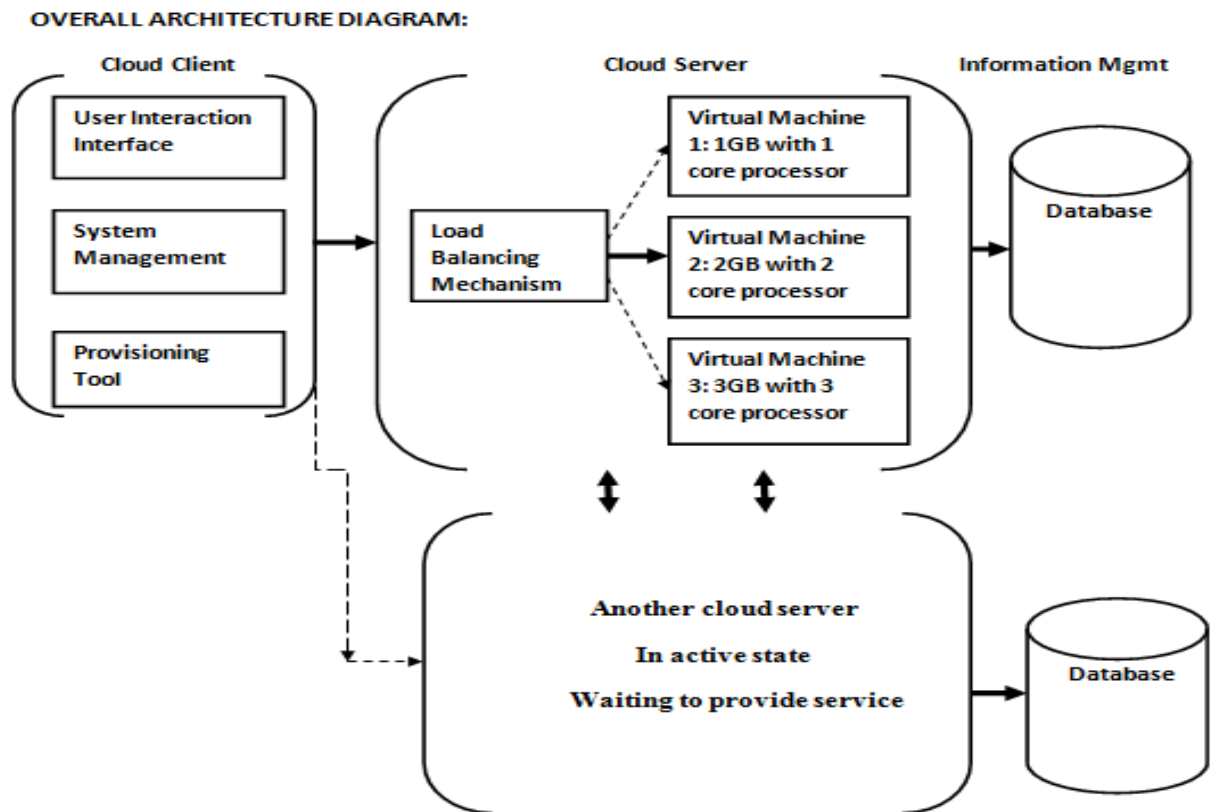 OVERALL ARCHITECTURE DIAGRAM:
Cloud Client
User Interaction
Interface
System
Management
Provisioning
Tool
Cloud Server
Load
Balancing
Mechanism
Virtual Machine
1: 1GB with 1
core processor
Virtual Machine
2: 2GB with 2
core processor
Virtual Machine
3: 3GB with 3
core processor
Information Mgmt
Database
Another cloud server
In active state
Waiting to provide service
Database